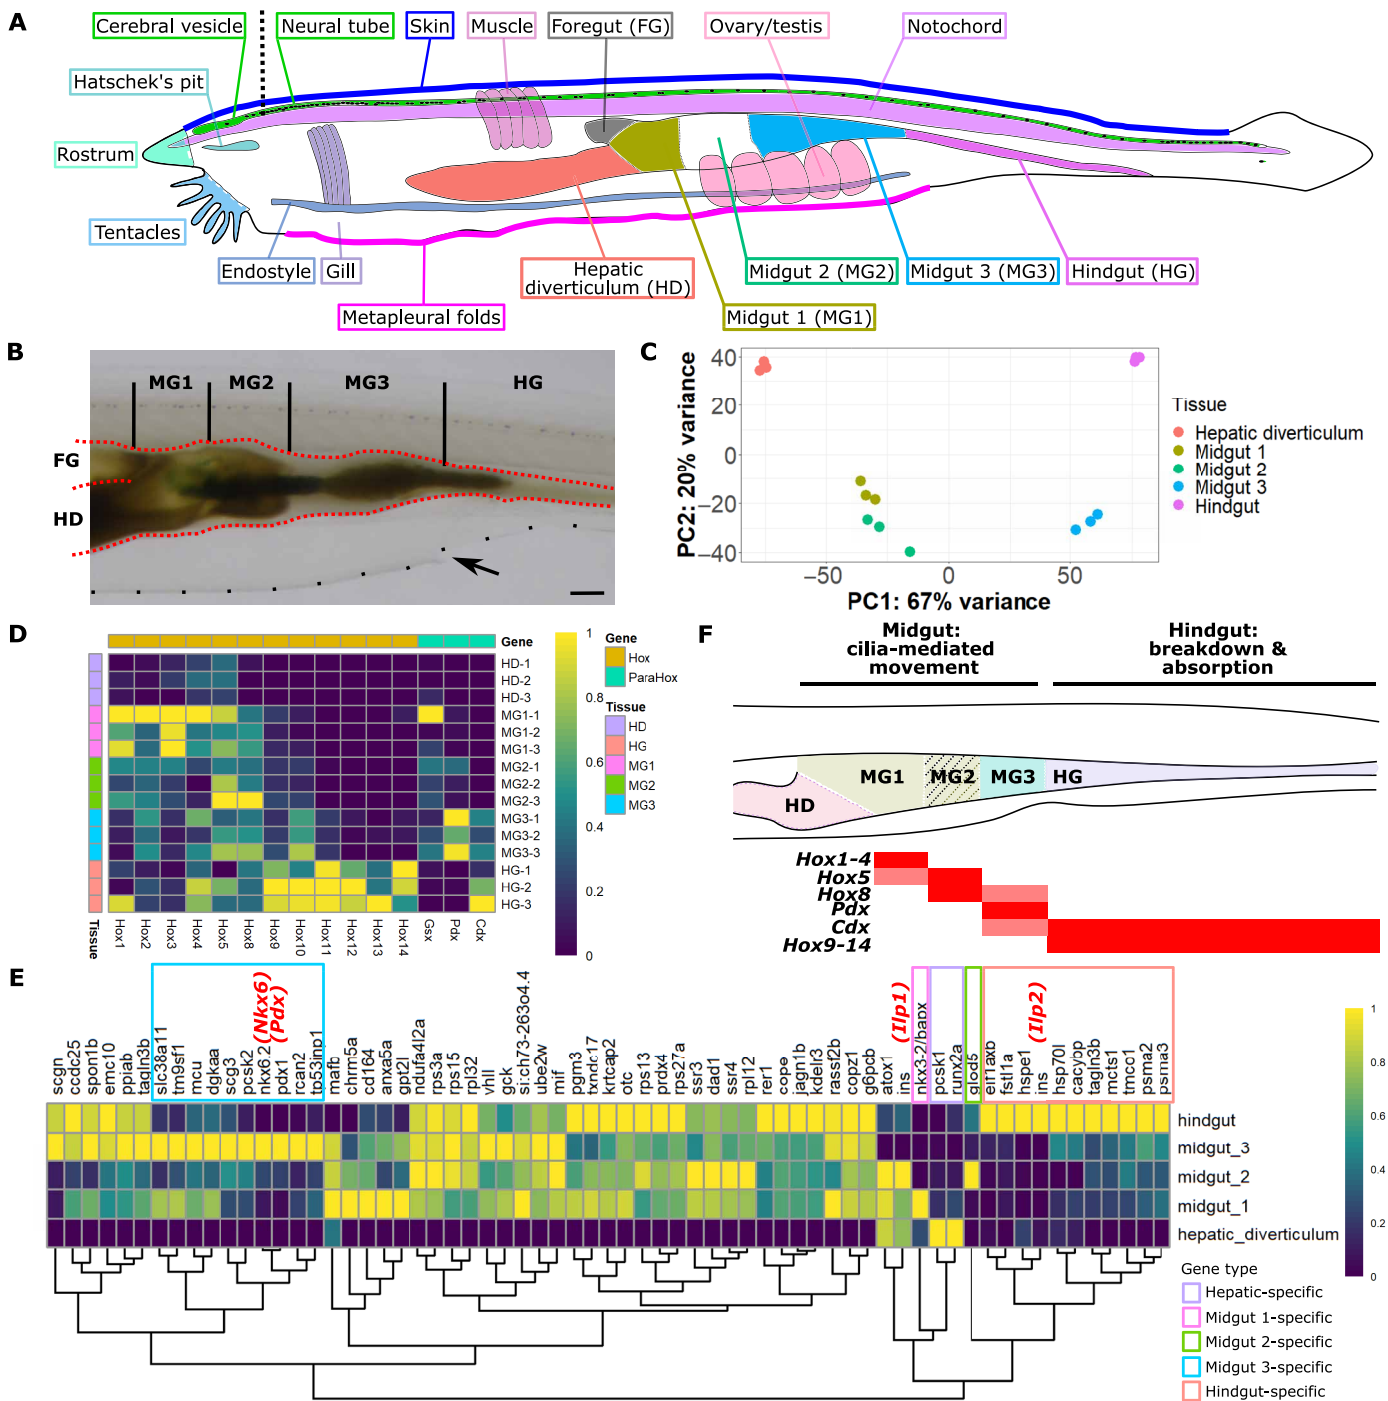 A
Cerebral vesicle
Neural tube
Skin
Muscle
Foregut (FG)
Ovary/testis
Notochord
Hatschek's pit
Rostrum
Tentacles
Endostyle
Gill
Hepatic
diverticulum (HD)
Midgut 2 (MG2)
Midgut 3 (MG3)
Hindgut (HG)
Metapleural folds
Midgut 1 (MG1)
B
MG1
MG2
MG3
HG
FG
HD
C
PC2: 20% variance
40
20
0
−20
−40
−50
0
50
PC1: 67% variance
Tissue
Hepatic diverticulum
Midgut 1
Midgut 2
Midgut 3
Hindgut
D
Gene
HD-1
HD-2
HD-3
MG1-1
MG1-2
MG1-3
MG2-1
MG2-2
MG2-3
MG3-1
MG3-2
MG3-3
HG-1
HG-2
HG-3
Tissue
Hox1
Hox2
Hox3
Hox4
Hox5
Hox8
Hox9
Hox10
Hox11
Hox12
Hox13
Hox14
Gsx
Pdx
Cdx
1
0.8
0.6
0.4
0.2
0
Gene
Hox
ParaHox
Tissue
HD
HG
MG1
MG2
MG3
F
Midgut:
cilia-mediated
movement
Hindgut:
breakdown &
absorption
MG1
MG2
MG3
HG
HD
Hox1-4
Hox5
Hox8
Pdx
Cdx
Hox9-14
E
(Nkx6)
(Pdx)
(Ilp1)
(Ilp2)
scgn
ccdc25
spon1b
emc10
ppiab
tagln3b
slc38a11
tm9sf1
mcu
dgkaa
scg3
pcsk2
nkx6.2
pdx1
rcan2
tp53inp1
mafb
chrm5a
cd164
anxa5a
gpt2l
ndufa4l2a
rps3a
rps15
rpl32
vhll
gck
si:ch73-263o4.4
ube2w
mif
pgm3
txndc17
krtcap2
otc
rps13
prdx4
rps27a
ssr3
dad1
ssr4
rpl12
rer1
cope
jagn1b
kdelr3
rassf2b
copz1
g6pcb
atox1
ins
nkx3-2/bapx
pcsk1
runx2a
glod5
aif1l
fstl1a
hspe1
ins
hsp70l
cacybp
tagln3b
mcts1
tmco1
psma2
psma3
hindgut
midgut_3
midgut_2
midgut_1
hepatic_diverticulum
1
0.8
0.6
0.4
0.2
0
Gene type
Hepatic-specific
Midgut 1-specific
Midgut 2-specific
Midgut 3-specific
Hindgut-specific